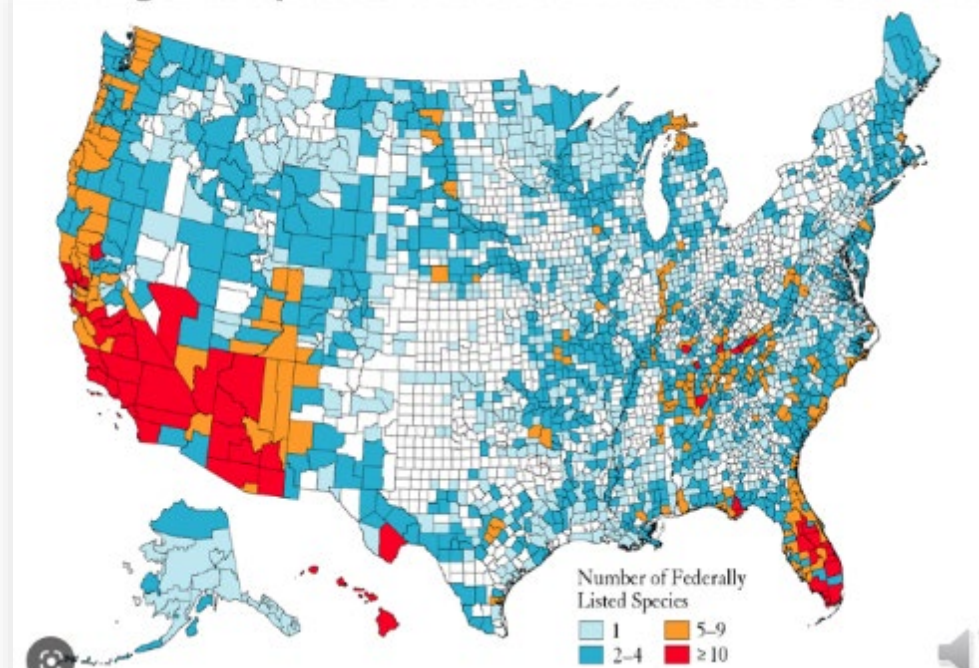 Number of Federally
Listed Species
1
5–9
2–4
≥ 10